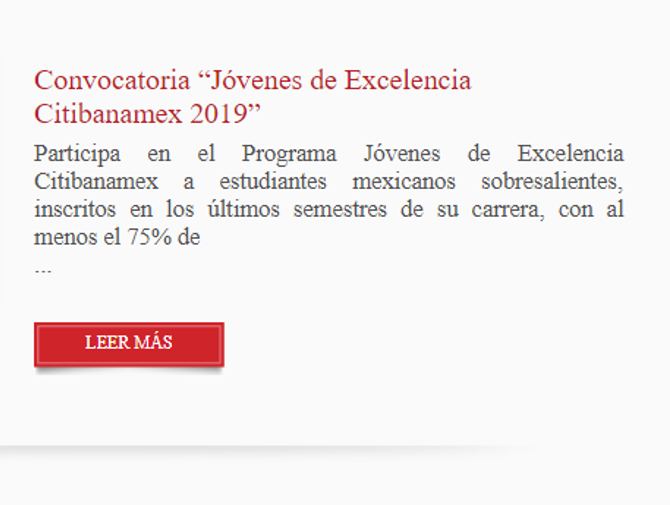 Convocatoria “Jóvenes de Excelencia
Citibanamex 2019”
Participa en el Programa Jóvenes de Excelencia
Citibanamex a estudiantes mexicanos sobresalientes,
inscritos en los últimos semestres de su carrera, con al
menos el 75% de
...
LEER MÁS